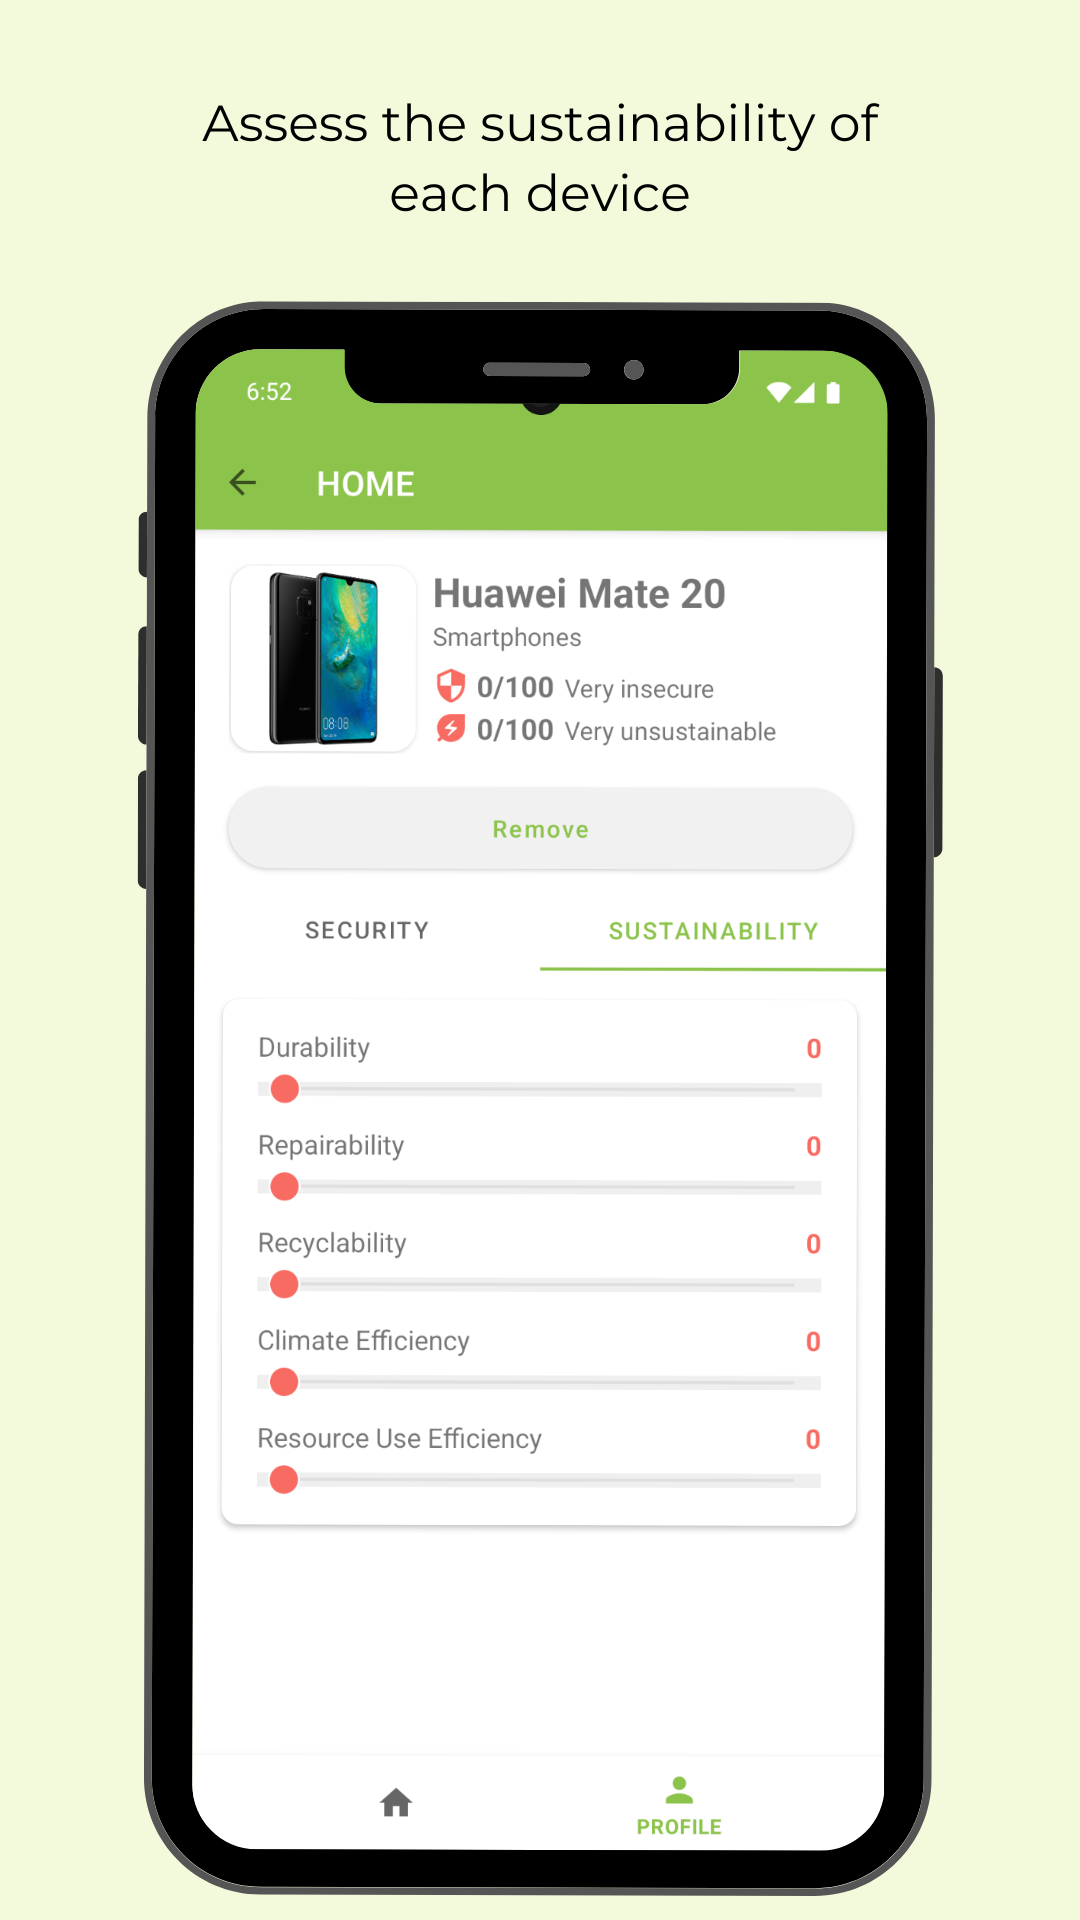 Assess the sustainability of
each device
6:52
HOME
Huawei Mate 20
Smartphones
0/100 Very insecure
0/100 Very unsustainable
08:08
Remove
SECURITY
SUSTAINABILITY
Durability 0
Repairability 0
Recyclability 0
Climate Efficiency 0
Resource Use Efficiency 0
PROFILE